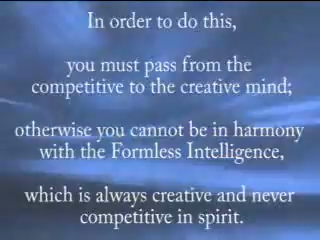 In order to do this,
you must pass from the
competitive to the creative mind;
otherwise you cannot be in harmony
with the Formless Intelligence,
which is always creative and never
competitive in spirit.